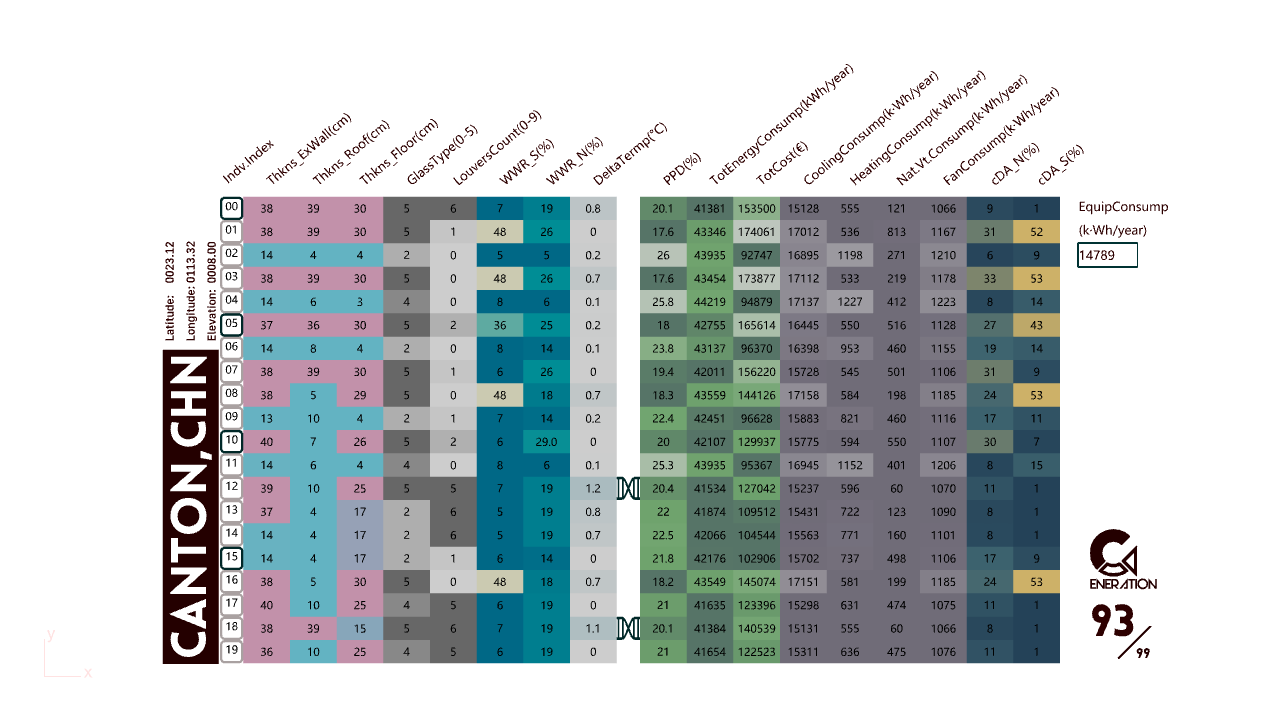 Indv.Index Thkns_ExWall(cm) Thkns_Roof(cm) Thkns_Floor(cm) GlassType(0-5) LouversCount(0-9) WWR_S(%) WWR_N(%) DeltaTermp(°C) PPD(%) TotEnergyConsump(kWh/year) TotCost(€) CoolingConsump(k·Wh/year) HeatingConsump(k·Wh/year) Nat.Vt.Consump(k·Wh/year) FanConsump(k·Wh/year) cDA_N(%) cDA_S(%)
00 38 39 30 5 6 7 19 0.8 20.1 41381 153500 15128 555 121 1066 9 1
01 38 39 30 5 1 48 26 0 17.6 43346 174061 17012 536 813 1167 31 52
02 14 4 4 2 0 5 5 0.2 26 43935 92747 16895 1198 271 1210 6 9
03 38 39 30 5 0 48 26 0.7 17.6 43454 173877 17112 533 219 1178 33 53
04 14 6 3 4 0 8 6 0.1 25.8 44219 94879 17137 1227 412 1223 8 14
05 37 36 30 5 2 36 25 0.2 18 42755 165614 16445 550 516 1128 27 43
06 14 8 4 2 0 8 14 0.1 23.8 43137 96370 16398 953 460 1155 19 14
07 38 39 30 5 1 6 26 0 19.4 42011 156220 15728 545 501 1106 31 9
08 38 5 29 5 0 48 18 0.7 18.3 43559 144126 17158 584 198 1185 24 53
09 13 10 4 2 1 7 14 0.2 22.4 42451 96628 15883 821 460 1116 17 11
10 40 7 26 5 2 6 29.0 0 20 42107 129937 15775 594 550 1107 30 7
11 14 6 4 4 0 8 6 0.1 25.3 43935 95367 16945 1152 401 1206 8 15
12 39 10 25 5 5 7 19 1.2 20.4 41534 127042 15237 596 60 1070 11 1
13 37 4 17 2 6 5 19 0.8 22 41874 109512 15431 722 123 1090 8 1
14 14 4 17 2 6 5 19 0.7 22.5 42066 104544 15563 771 160 1101 8 1
15 14 4 17 2 1 6 14 0 21.8 42176 102906 15702 737 498 1106 17 9
16 38 5 30 5 0 48 18 0.7 18.2 43549 145074 17151 581 199 1185 24 53
17 40 10 25 4 5 6 19 0 21 41635 123396 15298 631 474 1075 11 1
18 38 39 15 5 6 7 19 1.1 20.1 41384 140539 15131 555 60 1066 8 1
19 36 10 25 4 5 6 19 0 21 41654 122523 15311 636 475 1076 11 1
Latitude: 0023.12
Longitude: 0113.32
Elevation: 0008.00
CANTON,CHN
EquipConsump
(k·Wh/year)
14789
G
ENERATION
93/99
y
x